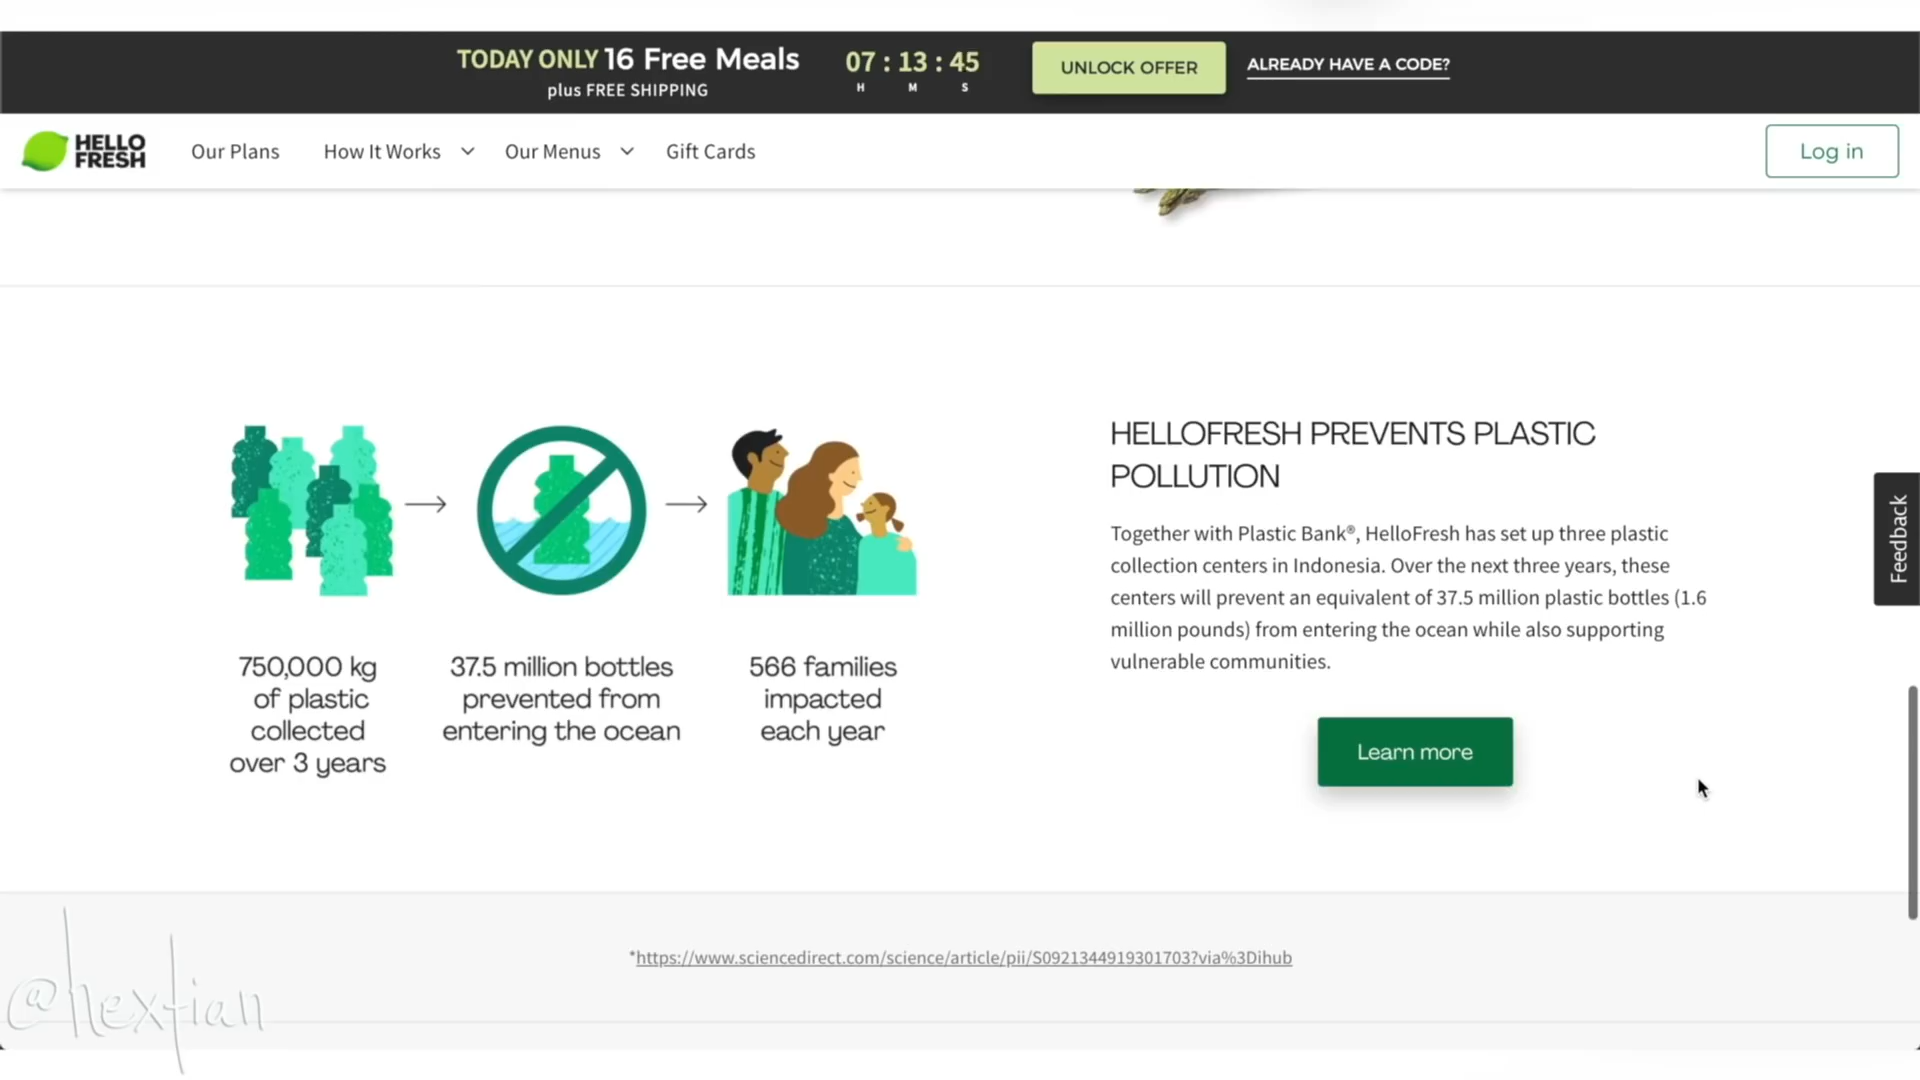 TODAY ONLY 16 Free Meals
plus FREE SHIPPING
07 : 13 : 45
H M S
UNLOCK OFFER
ALREADY HAVE A CODE?
HELLO
FRESH
Our Plans
How It Works
Our Menus
Gift Cards
Log in
750,000 kg
of plastic
collected
over 3 years
37.5 million bottles
prevented from
entering the ocean
566 families
impacted
each year
HELLOFRESH PREVENTS PLASTIC
POLLUTION
Together with Plastic Bank®, HelloFresh has set up three plastic
collection centers in Indonesia. Over the next three years, these
centers will prevent an equivalent of 37.5 million plastic bottles (1.6
million pounds) from entering the ocean while also supporting
vulnerable communities.
Learn more
Feedback
*https://www.sciencedirect.com/science/article/pii/S0921344919301703?via%3Dihub
@hextian